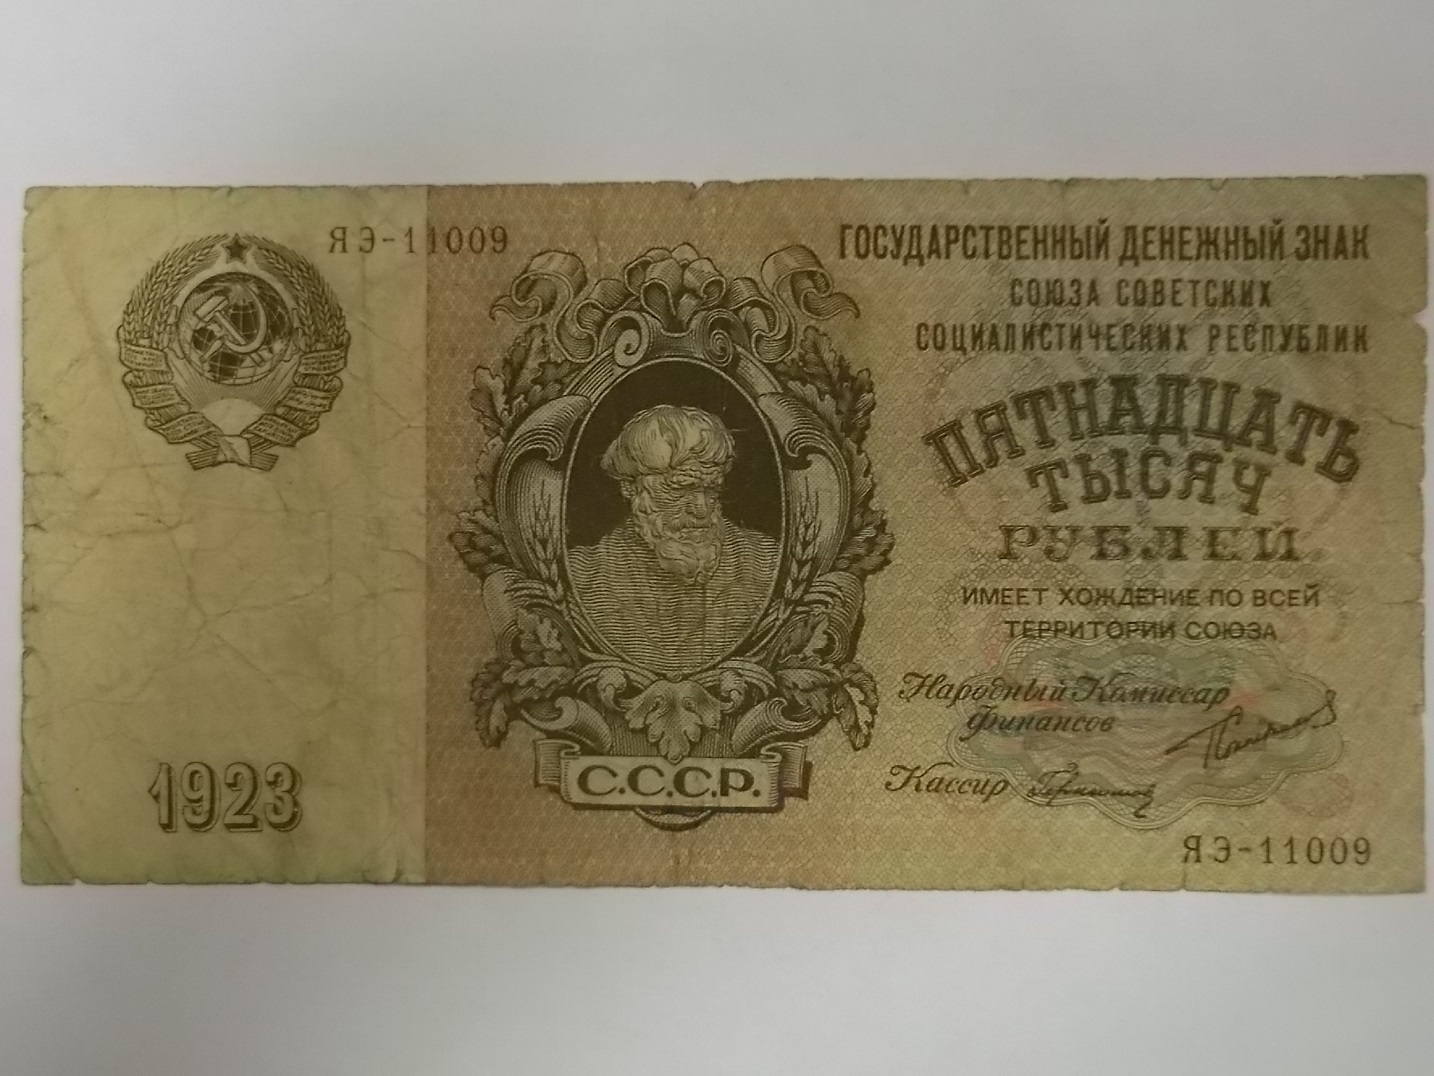 ЯЭ-11009
ГОСУДАРСТВЕННЫЙ ДЕНЕЖНЫЙ ЗНАК
СОЮЗА СОВЕТСКИХ
СОЦИАЛИСТИЧЕСКИХ РЕСПУБЛИК
ПЯТНАДЦАТЬ
ТЫСЯЧ
РУБЛЕЙ
ИМЕЕТ ХОЖДЕНИЕ ПО ВСЕЙ
ТЕРРИТОРИИ СОЮЗА
Народный Комиссар
финансов
Кассир
1923
С.С.С.Р.
ЯЭ-11009